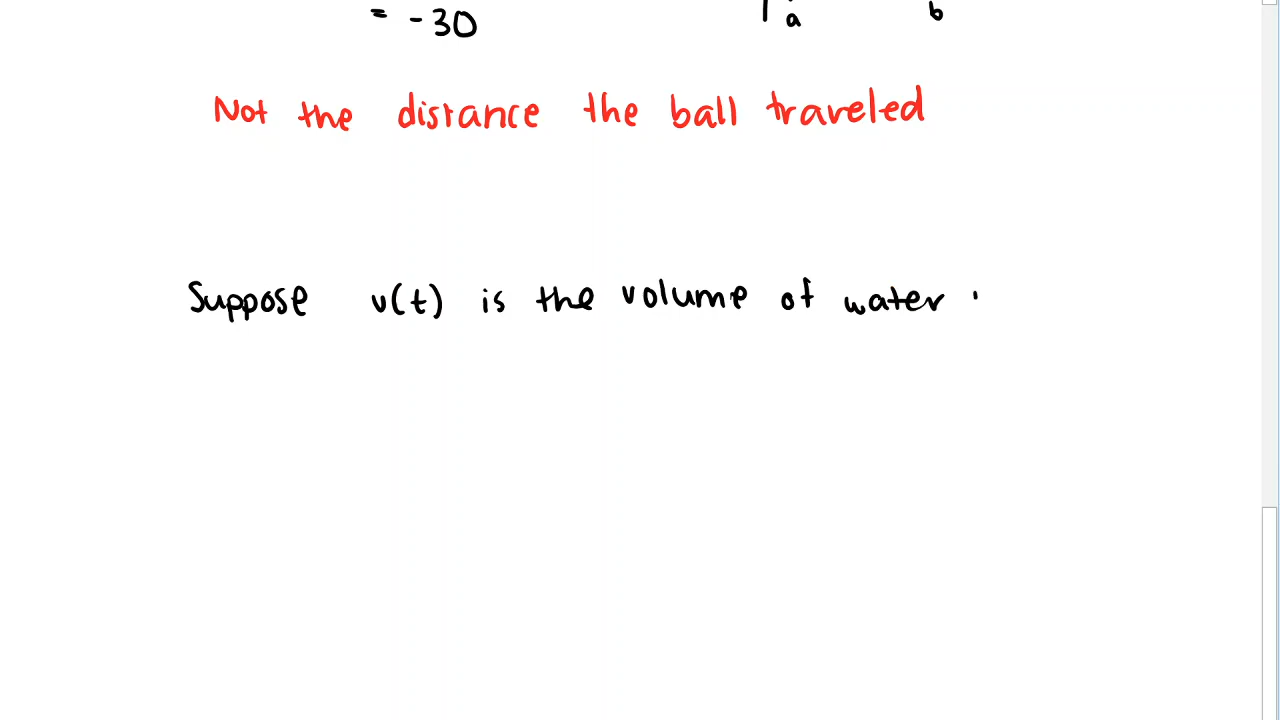 = -30
a b
Not the distance the ball traveled
Suppose v(t) is the volume of water